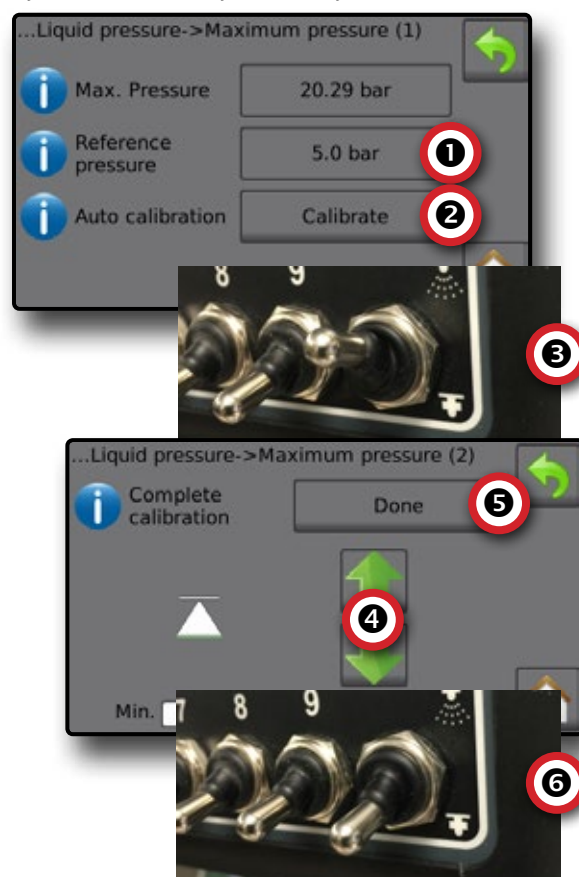 ...Liquid pressure->Maximum pressure (1)
Max. Pressure
20.29 bar
Reference
pressure
5.0 bar
1
Auto calibration
Calibrate
2
8 9
3
...Liquid pressure->Maximum pressure (2)
Complete
calibration
Done
5
4
Min.
7 8 9
6